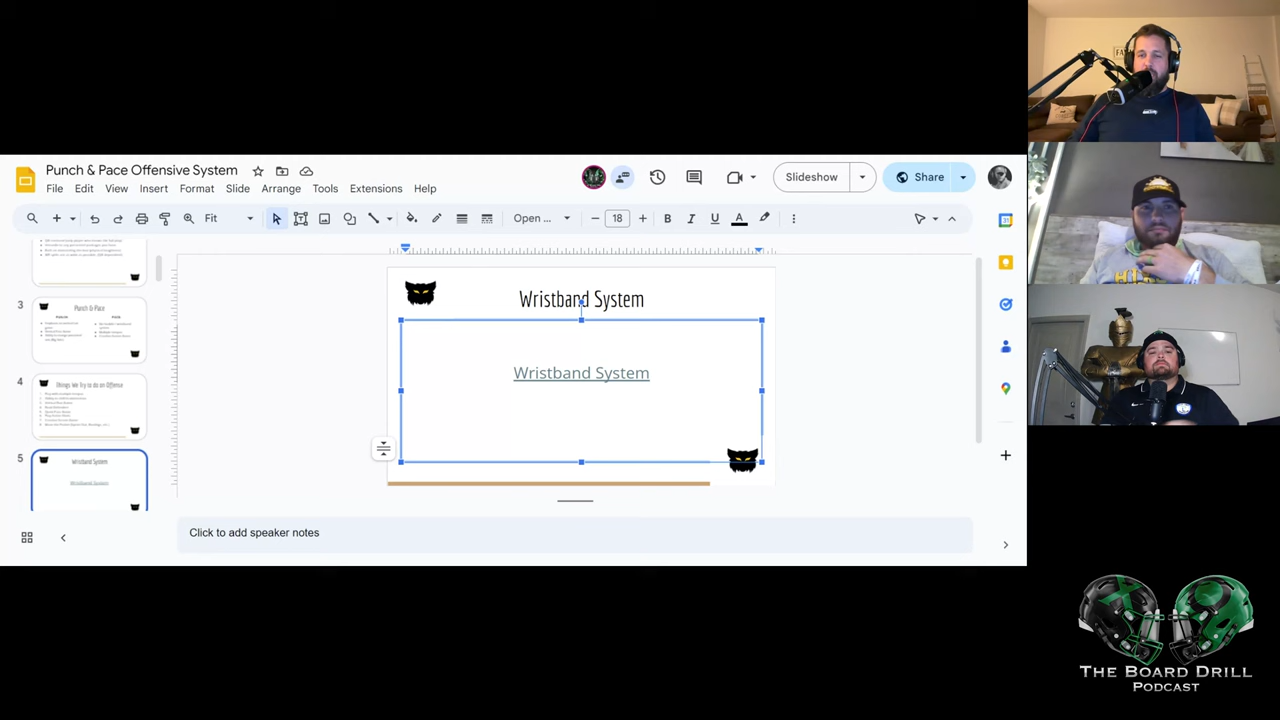 Punch & Pace Offensive System
File Edit View Insert Format Slide Arrange Tools Extensions Help
Slideshow
Share
Fit
Open ...
18
B I U A
3
Punch & Pace
4
Things We Try to do on Offense
5
Wristband System
Wristband System
Wristband System
Wristband System
Click to add speaker notes
THE BOARD DRILL
PODCAST